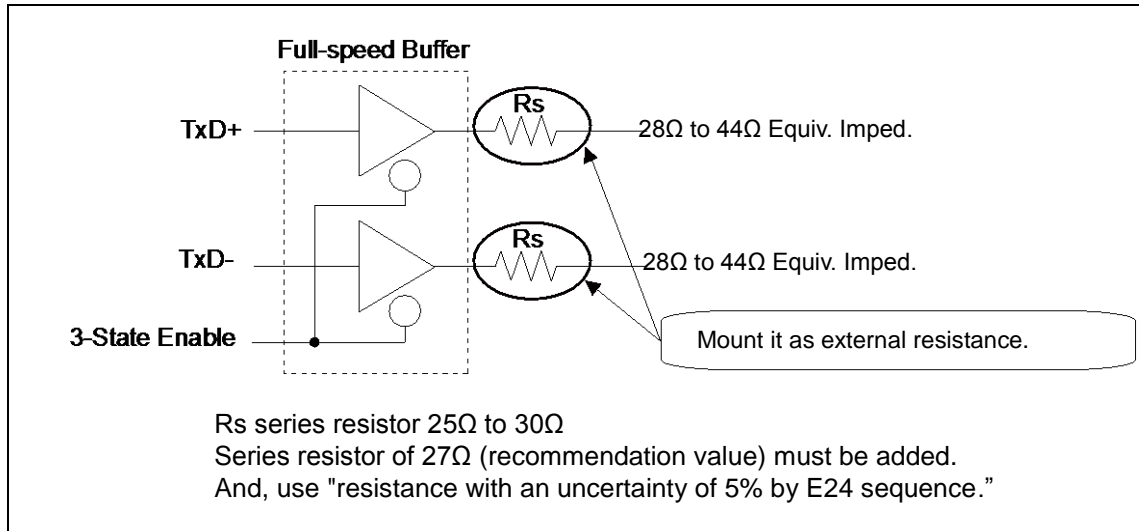 Full-speed Buffer
TxD+
Rs
28Ω to 44Ω Equiv. Imped.
TxD-
Rs
28Ω to 44Ω Equiv. Imped.
3-State Enable
Mount it as external resistance.
Rs series resistor 25Ω to 30Ω
Series resistor of 27Ω (recommendation value) must be added.
And, use "resistance with an uncertainty of 5% by E24 sequence.”